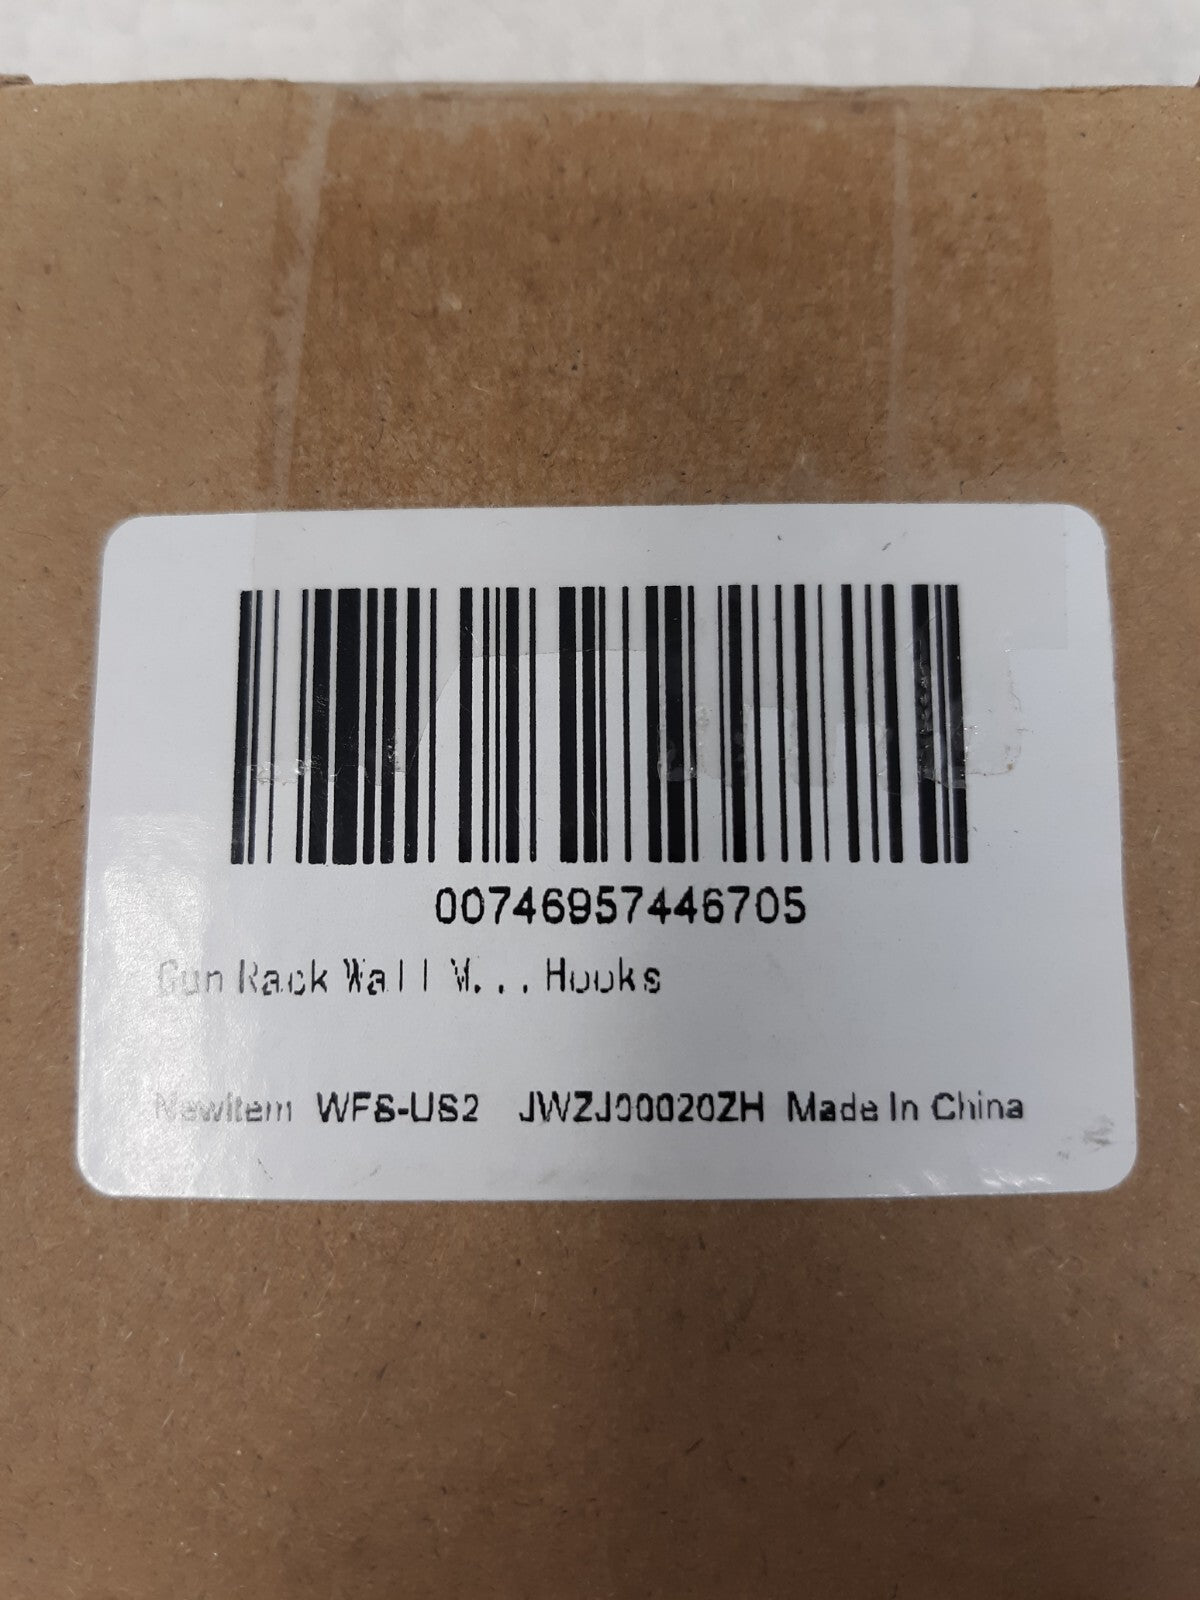 00746957446705
Gun Rack Wall M...Hooks
NewItem WFS-US2 JWZJ00020ZH Made In China